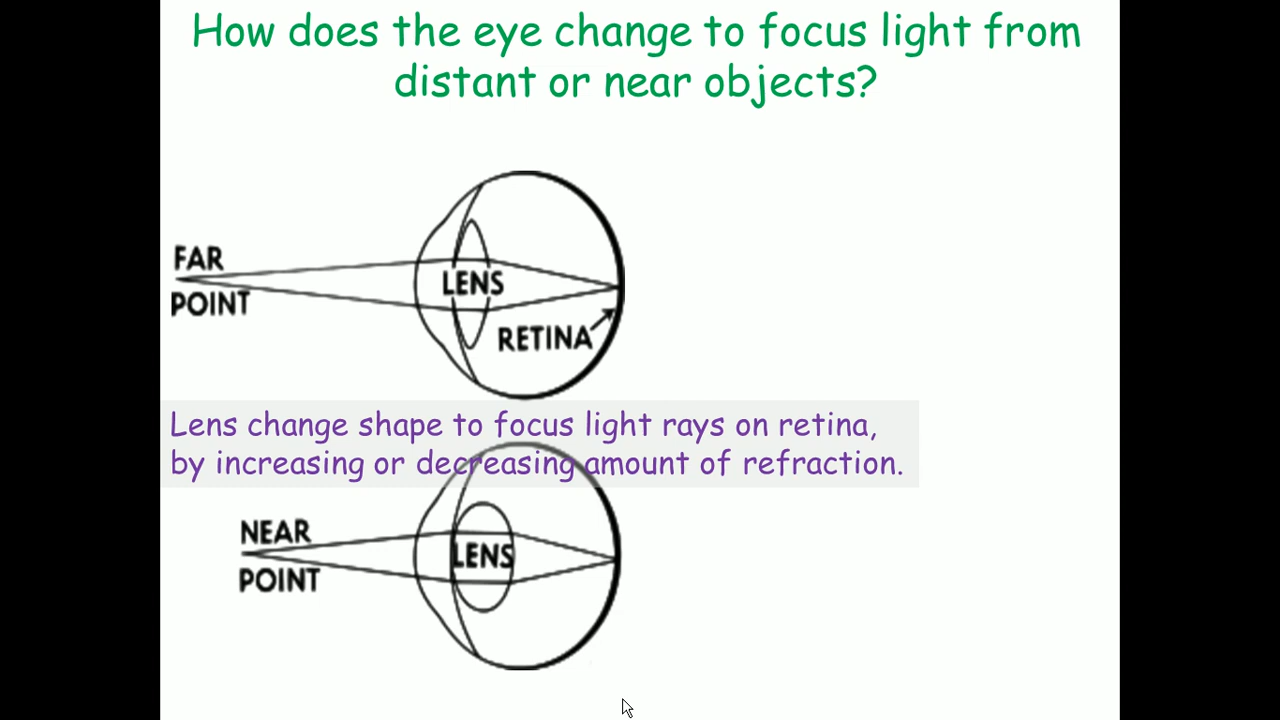 How does the eye change to focus light from
distant or near objects?
FAR
POINT
LENS
RETINA
Lens change shape to focus light rays on retina,
by increasing or decreasing amount of refraction.
NEAR
POINT
LENS